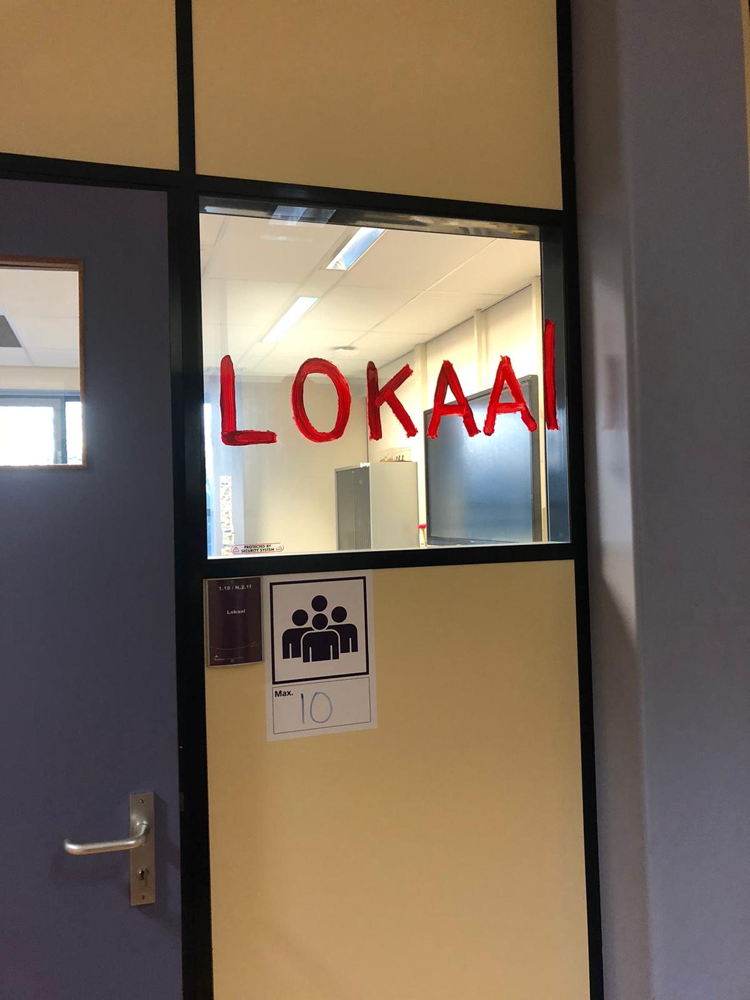 LOKAAl
PROTECTED BY
SECURITY SYSTEM
1.18 / N.2.11
Lokaal
Max. 10